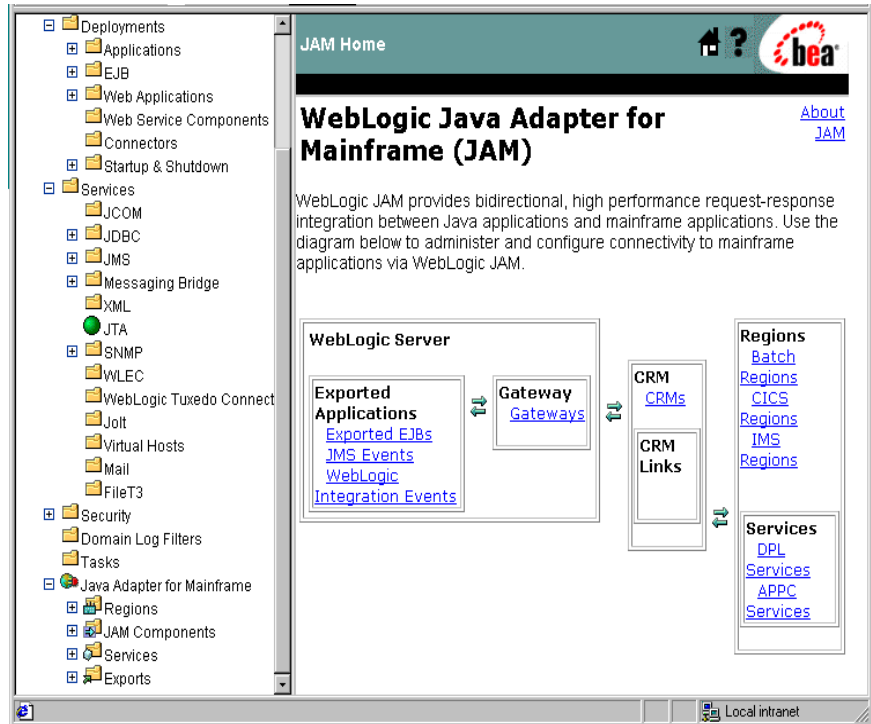 Deployments
Applications
EJB
Web Applications
Web Service Components
Connectors
Startup & Shutdown
Services
JCOM
JDBC
JMS
Messaging Bridge
XML
JTA
SNMP
WLEC
WebLogic Tuxedo Connect
Jolt
Virtual Hosts
Mail
FileT3
Security
Domain Log Filters
Tasks
Java Adapter for Mainframe
Regions
JAM Components
Services
Exports
JAM Home
?
bea
WebLogic Java Adapter for
Mainframe (JAM)
About
JAM
WebLogic JAM provides bidirectional, high performance request-response
integration between Java applications and mainframe applications. Use the
diagram below to administer and configure connectivity to mainframe
applications via WebLogic JAM.
WebLogic Server
Exported
Applications
Exported EJBs
JMS Events
WebLogic
Integration Events
Gateway
Gateways
CRM
CRMs
CRM
Links
Regions
Batch
Regions
CICS
Regions
IMS
Regions
Services
DPL
Services
APPC
Services
Local intranet